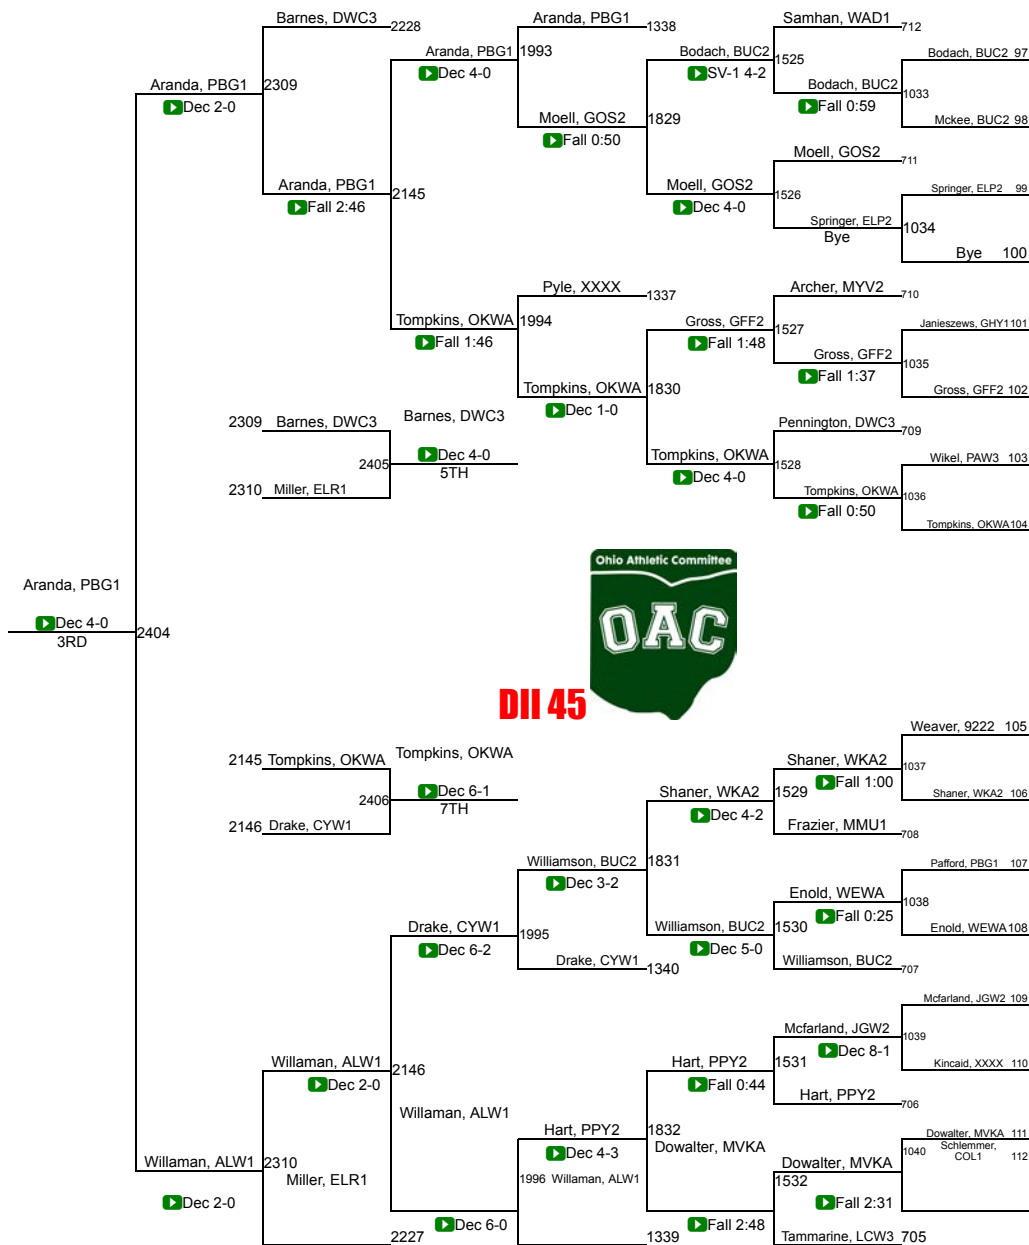 Barnes, DWC3
2228
Aranda, PBG1
1338
Samhan, WAD1
712
Aranda, PBG1
1993
Dec 4-0
Bodach, BUC2
1525
SV-1 4-2
Bodach, BUC2 97
Aranda, PBG1
2309
Dec 2-0
Bodach, BUC2
1033
Fall 0:59
Moell, GOS2
1829
Fall 0:50
Mckee, BUC2 98
Moell, GOS2
711
Aranda, PBG1
2145
Fall 2:46
Moell, GOS2
1526
Dec 4-0
Springer, ELP2 99
Springer, ELP2
1034
Bye
Bye 100
Pyle, XXXX
1337
Archer, MYV2
710
Tompkins, OKWA
1994
Fall 1:46
Gross, GFF2
1527
Fall 1:48
Janieszews, GHY1 101
Gross, GFF2
1035
Fall 1:37
Tompkins, OKWA
1830
Dec 1-0
Gross, GFF2 102
2309 Barnes, DWC3
Barnes, DWC3
Pennington, DWC3
709
2405
Dec 4-0
5TH
Tompkins, OKWA
1528
Dec 4-0
Wikel, PAW3 103
2310 Miller, ELR1
Tompkins, OKWA
1036
Fall 0:50
Tompkins, OKWA 104
Ohio Athletic Committee
OAC
Aranda, PBG1
Dec 4-0
2404
3RD
DII 45
Weaver, 9222 105
2145 Tompkins, OKWA
Tompkins, OKWA
Shaner, WKA2
1037
Fall 1:00
2406
Dec 6-1
7TH
Shaner, WKA2
1529
Dec 4-2
Shaner, WKA2 106
2146 Drake, CYW1
Frazier, MMU1
708
Williamson, BUC2
1831
Dec 3-2
Pafford, PBG1 107
Enold, WEWA
1038
Fall 0:25
Drake, CYW1
1995
Dec 6-2
Williamson, BUC2
1530
Dec 5-0
Enold, WEWA 108
Drake, CYW1
1340
Williamson, BUC2
707
Mcfarland, JGW2 109
Mcfarland, JGW2
1039
Dec 8-1
Willaman, ALW1
2146
Dec 2-0
Hart, PPY2
1531
Fall 0:44
Kincaid, XXXX 110
Hart, PPY2
706
Willaman, ALW1
Hart, PPY2
1832
Dec 4-3
Dowalter, MVKA
Dowalter, MVKA 111
1040
Schlemmer,
COL1 112
Willaman, ALW1
2310
Dec 2-0
Miller, ELR1
1996 Willaman, ALW1
Dowalter, MVKA
1532
Fall 2:31
Dec 6-0
Fall 2:48
2227
1339
Tammarine, LCW3 705